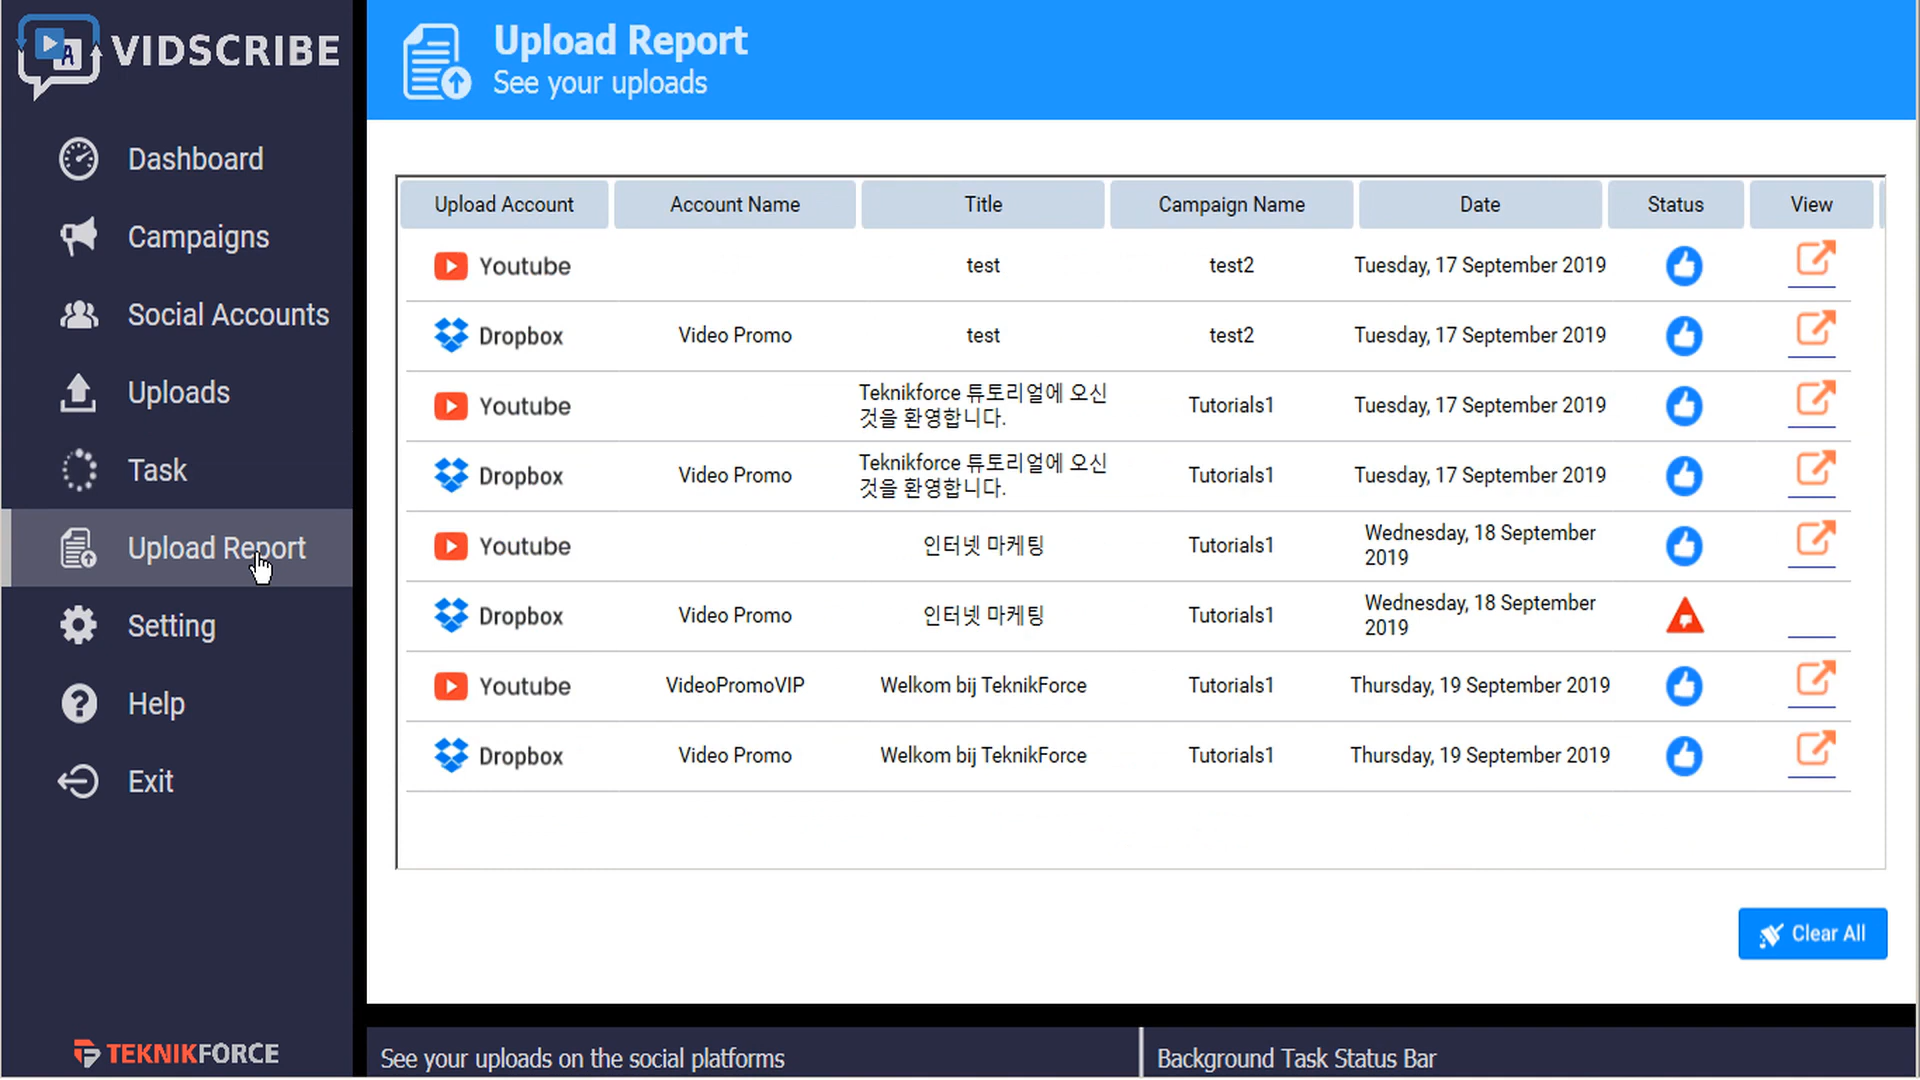 VIDSCRIBE
Dashboard
Campaigns
Social Accounts
Uploads
Task
Upload Report
Setting
Help
Exit
TEKNIKFORCE
Upload Report
See your uploads
Upload Account Account Name Title Campaign Name Date Status View
Youtube test test2 Tuesday, 17 September 2019
Dropbox Video Promo test test2 Tuesday, 17 September 2019
Youtube Teknikforce 튜토리얼에 오신 Tutorials1 Tuesday, 17 September 2019
것을 환영합니다.
Dropbox Video Promo Teknikforce 튜토리얼에 오신 Tutorials1 Tuesday, 17 September 2019
것을 환영합니다.
Youtube 인터넷 마케팅 Tutorials1 Wednesday, 18 September
2019
Dropbox Video Promo 인터넷 마케팅 Tutorials1 Wednesday, 18 September
2019
Youtube VideoPromoVIP Welkom bij TeknikForce Tutorials1 Thursday, 19 September 2019
Dropbox Video Promo Welkom bij TeknikForce Tutorials1 Thursday, 19 September 2019
Clear All
See your uploads on the social platforms
Background Task Status Bar